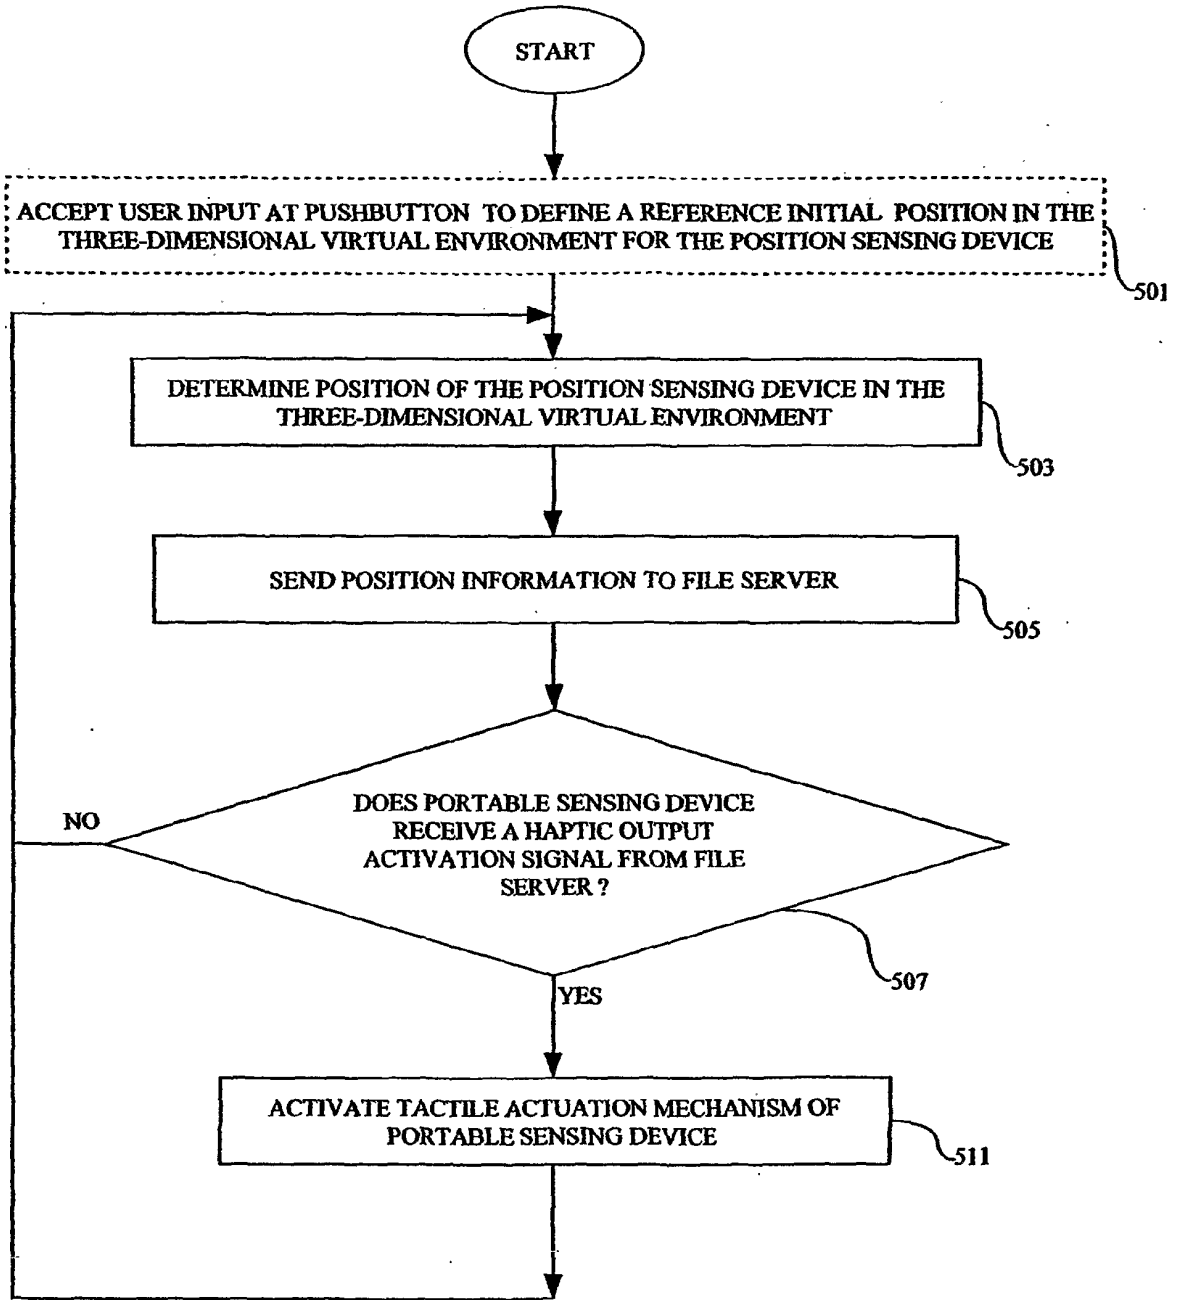 START
ACCEPT USER INPUT AT PUSHBUTTON TO DEFINE A REFERENCE INITIAL POSITION IN THE
THREE-DIMENSIONAL VIRTUAL ENVIRONMENT FOR THE POSITION SENSING DEVICE
501
DETERMINE POSITION OF THE POSITION SENSING DEVICE IN THE
THREE-DIMENSIONAL VIRTUAL ENVIRONMENT
503
SEND POSITION INFORMATION TO FILE SERVER
505
DOES PORTABLE SENSING DEVICE
RECEIVE A HAPTIC OUTPUT
ACTIVATION SIGNAL FROM FILE
SERVER ?
NO
507
YES
ACTIVATE TACTILE ACTUATION MECHANISM OF
PORTABLE SENSING DEVICE
511